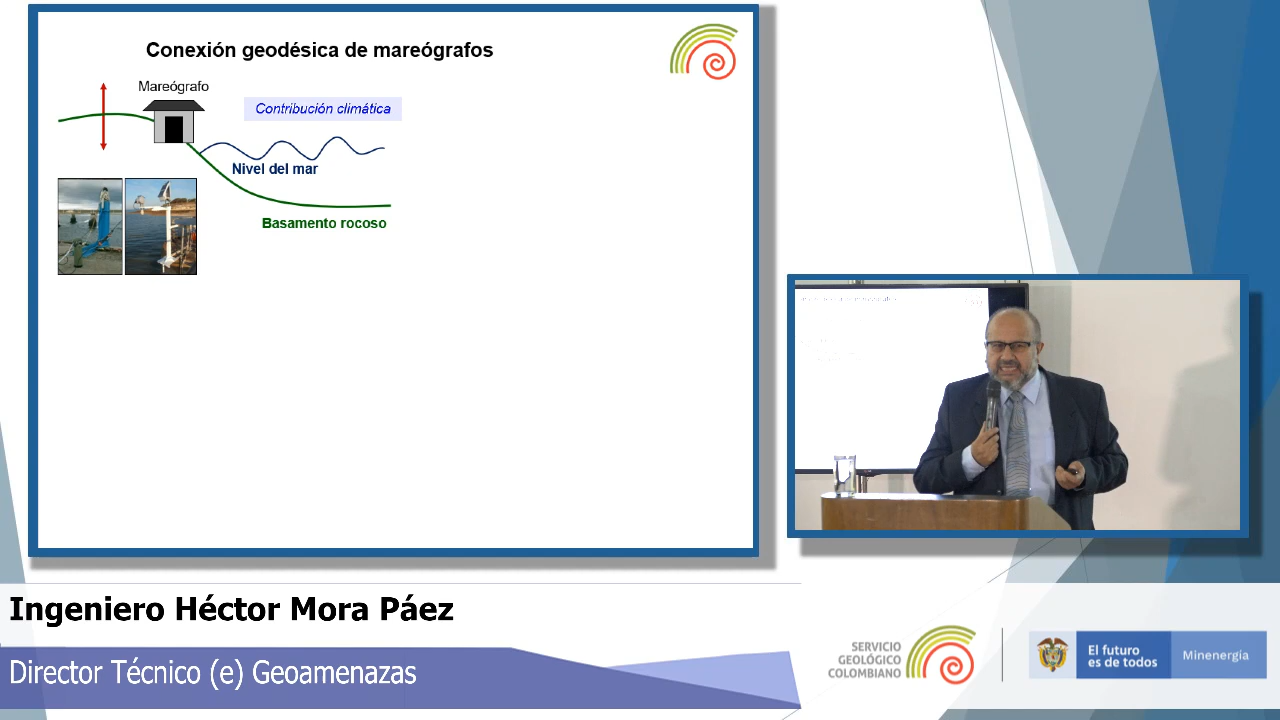 Conexión geodésica de mareógrafos
Mareógrafo
Contribución climática
Nivel del mar
Basamento rocoso
Ingeniero Héctor Mora Páez
Director Técnico (e) Geoamenazas
SERVICIO
GEOLÓGICO
COLOMBIANO
El futuro
es de todos
Minenergía